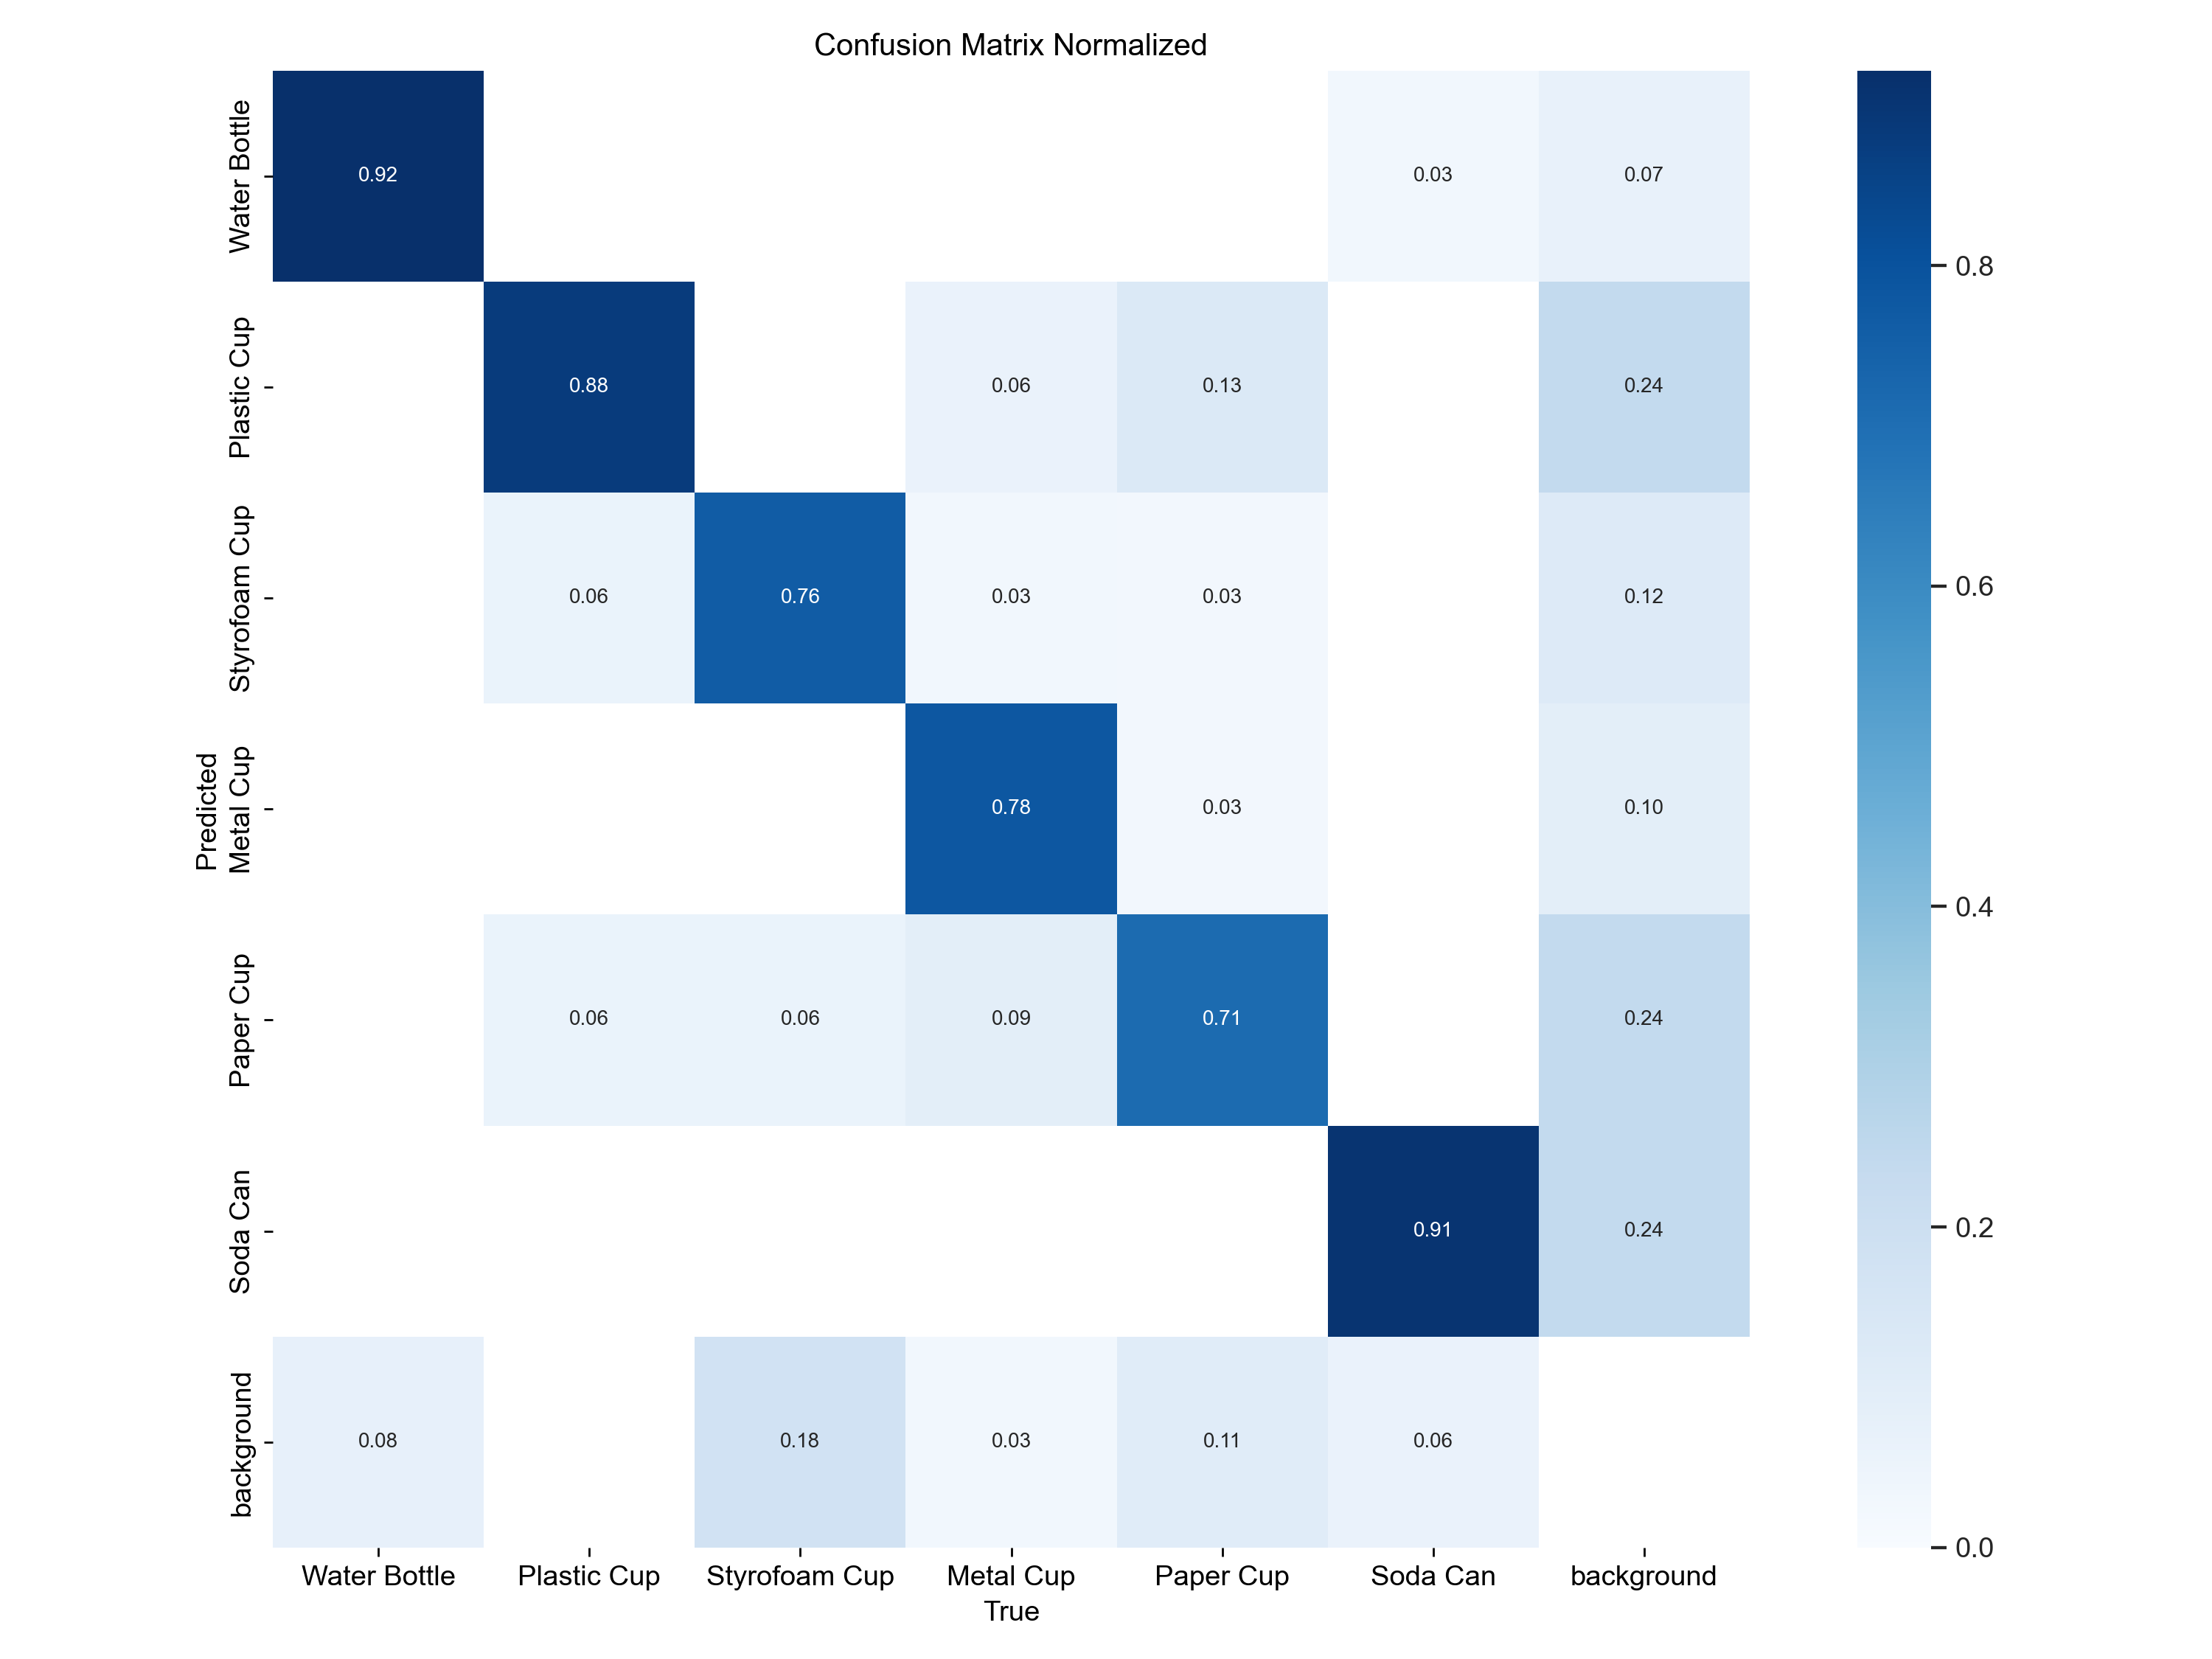 Confusion Matrix Normalized
Predicted
Water Bottle
0.92
0.03
0.07
Plastic Cup
0.88
0.06
0.13
0.24
Styrofoam Cup
0.06
0.76
0.03
0.03
0.12
Metal Cup
0.78
0.03
0.10
Paper Cup
0.06
0.06
0.09
0.71
0.24
Soda Can
0.91
0.24
background
0.08
0.18
0.03
0.11
0.06
Water Bottle
Plastic Cup
Styrofoam Cup
Metal Cup
Paper Cup
Soda Can
background
True
0.8
0.6
0.4
0.2
0.0